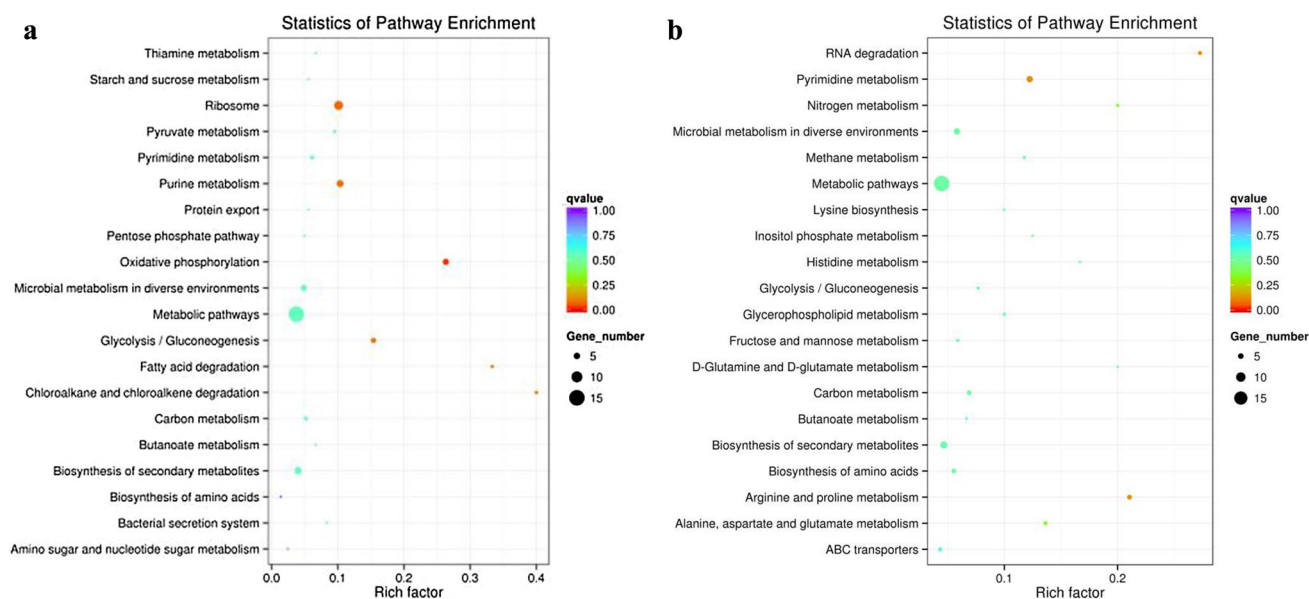 a
Statistics of Pathway Enrichment
Thiamine metabolism
Starch and sucrose metabolism
Ribosome
Pyruvate metabolism
Pyrimidine metabolism
Purine metabolism
Protein export
Pentose phosphate pathway
Oxidative phosphorylation
Microbial metabolism in diverse environments
Metabolic pathways
Glycolysis / Gluconeogenesis
Fatty acid degradation
Chloroalkane and chloroalkene degradation
Carbon metabolism
Butanoate metabolism
Biosynthesis of secondary metabolites
Biosynthesis of amino acids
Bacterial secretion system
Amino sugar and nucleotide sugar metabolism
0.0 0.1 0.2 0.3 0.4
Rich factor
qvalue
1.00
0.75
0.50
0.25
0.00
Gene_number
5
10
15
b
Statistics of Pathway Enrichment
RNA degradation
Pyrimidine metabolism
Nitrogen metabolism
Microbial metabolism in diverse environments
Methane metabolism
Metabolic pathways
Lysine biosynthesis
Inositol phosphate metabolism
Histidine metabolism
Glycolysis / Gluconeogenesis
Glycerophospholipid metabolism
Fructose and mannose metabolism
D-Glutamine and D-glutamate metabolism
Carbon metabolism
Butanoate metabolism
Biosynthesis of secondary metabolites
Biosynthesis of amino acids
Arginine and proline metabolism
Alanine, aspartate and glutamate metabolism
ABC transporters
0.1 0.2
Rich factor
qvalue
1.00
0.75
0.50
0.25
0.00
Gene_number
5
10
15